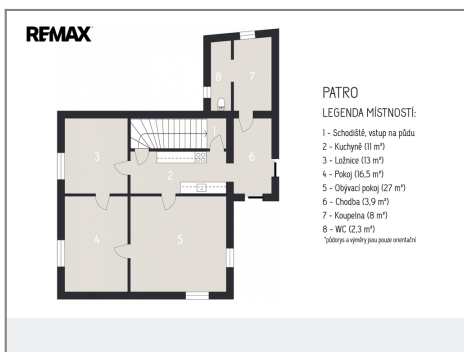 REMAX
PATRO
LEGENDA MÍSTNOSTÍ:
1 - Schodiště, vstup na půdu
2 - Kuchyně (11 m²)
3 - Ložnice (13 m²)
4 - Pokoj (16,5 m²)
5 - Obývací pokoj (27 m²)
6 - Chodba (3,9 m²)
7 - Koupelna (8 m²)
8 - WC (2,3 m²)
*půdorys a výměry jsou pouze orientační
8
7
1
3
2
6
4
5